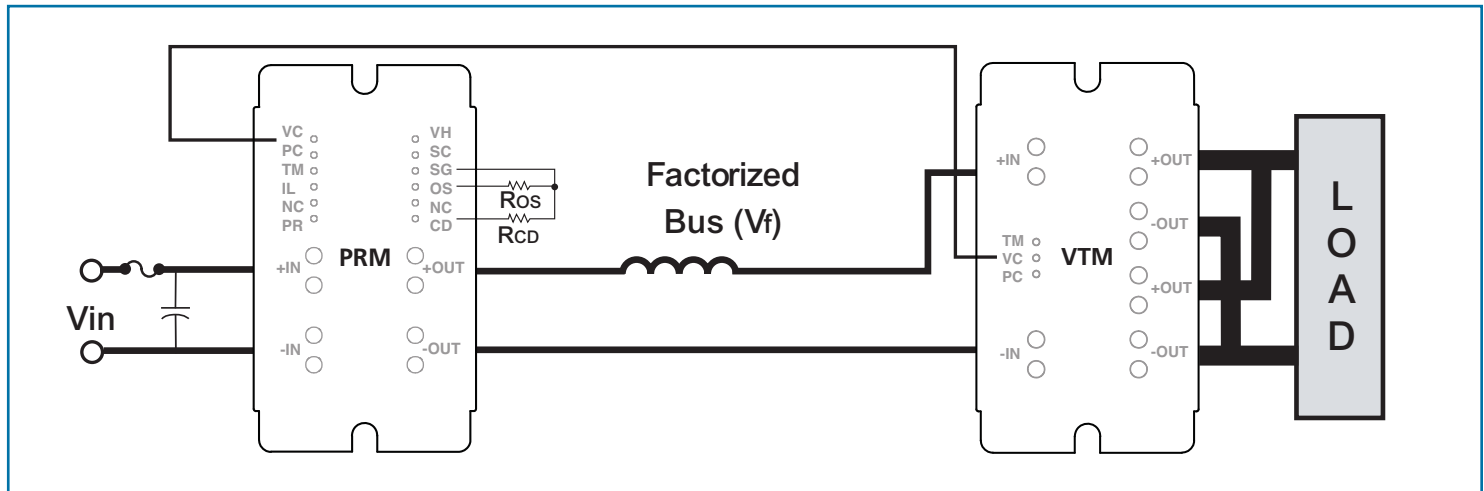 VC
PC
TM
IL
NC
PR
VH
SC
SG
OS
NC
CD
ROS
RCD
PRM
+IN
-IN
+OUT
-OUT
Vin
Factorized
Bus (Vf)
+IN
TM
VC
PC
-IN
VTM
+OUT
-OUT
+OUT
-OUT
LOAD